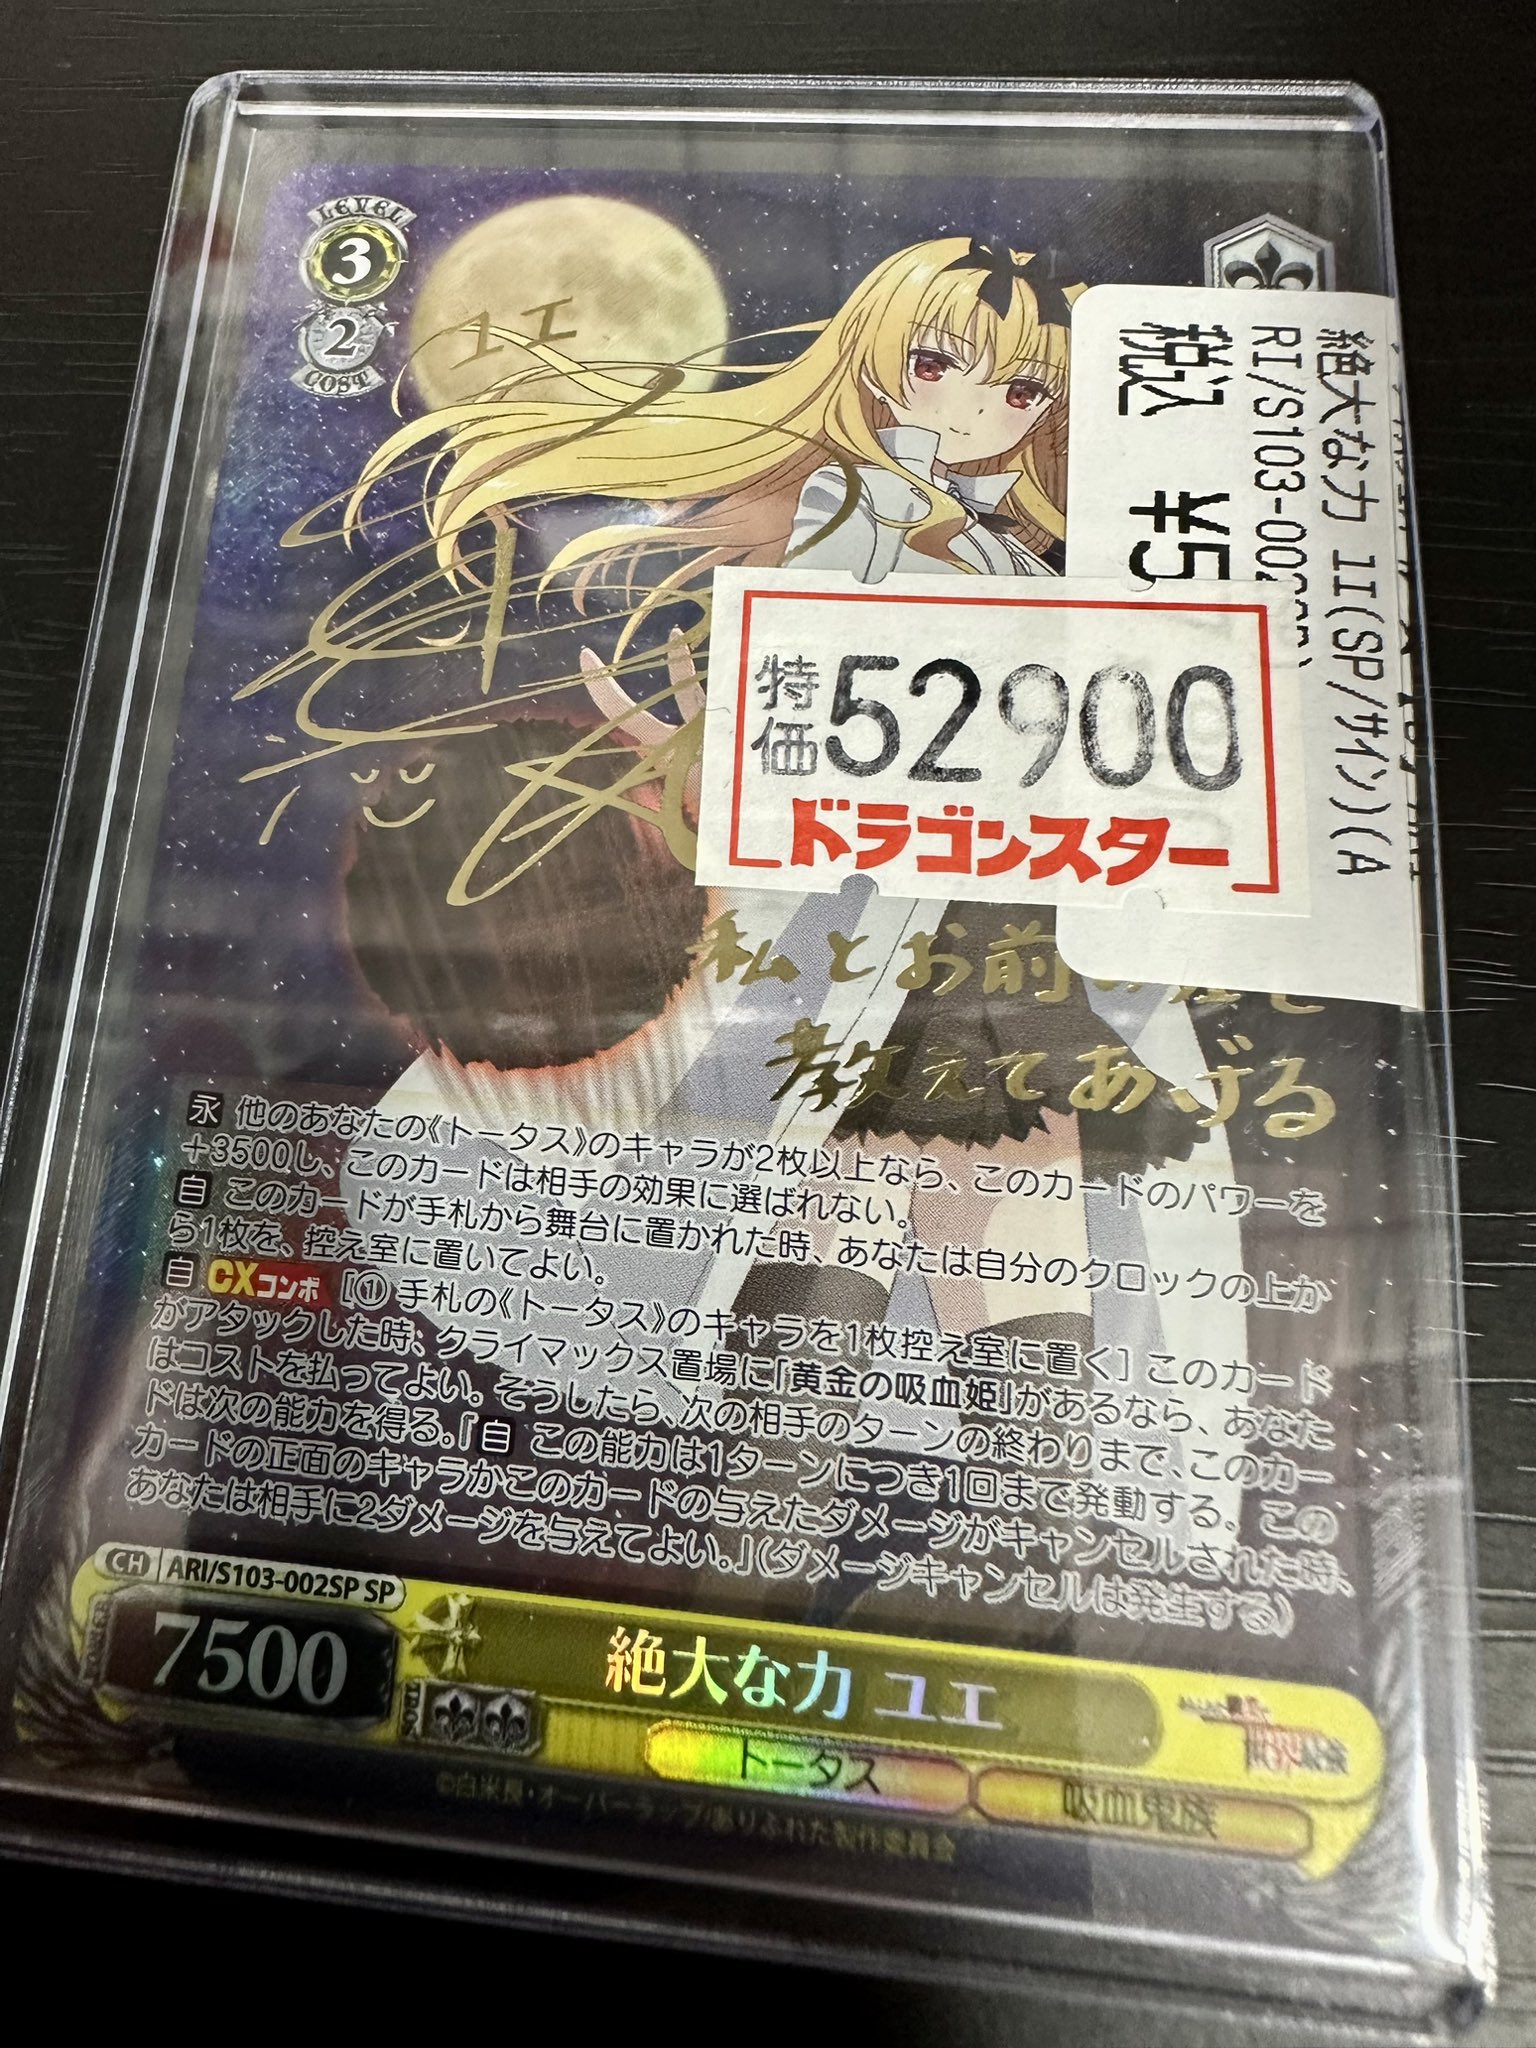 LEVEL
3
2
COST
ユエ
絶大な力 ユエ(SP/サイン)(A
RI/S103-002SP)
税込 ¥5
特価 52900
ドラゴンスター
私とお前の差を
教えてあげる
永 他のあなたの《トータス》のキャラが2枚以上なら、このカードのパワーを
+3500し、このカードは相手の効果に選ばれない。
自 このカードが手札から舞台に置かれた時、あなたは自分のクロックの上か
ら1枚を、控え室に置いてよい。
自 CXコンボ [① 手札の《トータス》のキャラを1枚控え室に置く] このカード
がアタックした時、クライマックス置場に「黄金の吸血姫」があるなら、あなた
はコストを払ってよい。そうしたら、次の相手のターンの終わりまで、このカー
ドは次の能力を得る。『自 この能力は1ターンにつき1回まで発動する。この
カードの正面のキャラかこのカードの与えたダメージがキャンセルされた時、
あなたは相手に2ダメージを与えてよい。』(ダメージキャンセルは発生する)
CH ARI/S103-002SP SP
POWER
7500
SOUL
絶大な力 ユエ
トータス
吸血鬼族
©白米良・オーバーラップ/ありふれた製作委員会